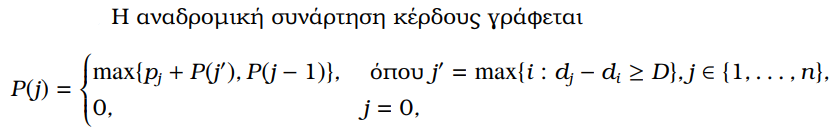 Η αναδρομική συνάρτηση κέρδους γράφεται
P(j) = { max{p_j + P(j′), P(j − 1)}, όπου j′ = max{i : d_j − d_i ≥ D}, j ∈ {1, . . . , n},
0, j = 0,